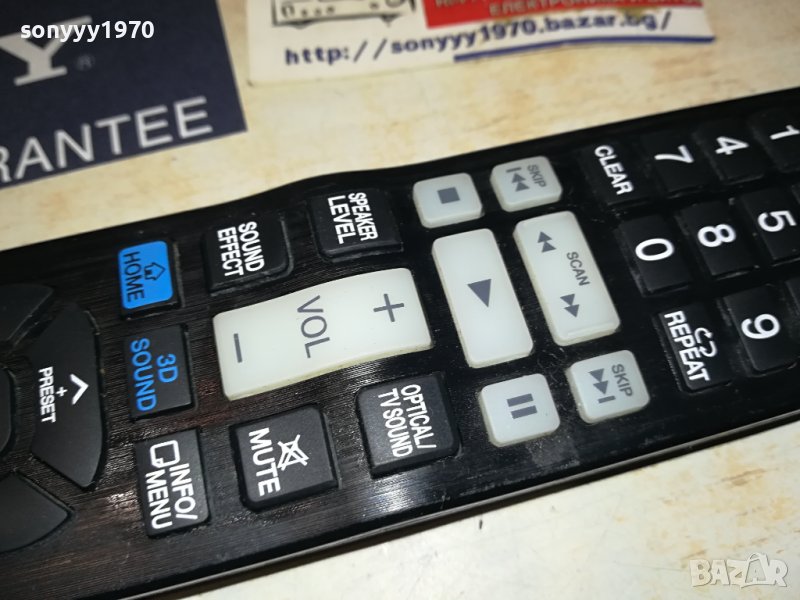 sonyyy1970
Y®
RANTEE
http://sonyyy1970.bazar.bg/
SPEAKER
LEVEL
SOUND
EFFECT
HOME
3D
SOUND
INFO/
MENU
PRESET
+
- VOL +
MUTE
OPTICAL/
TV SOUND
SKIP
SCAN
SKIP
CLEAR
0
REPEAT
7
8
9
4
5
1
BAZAR